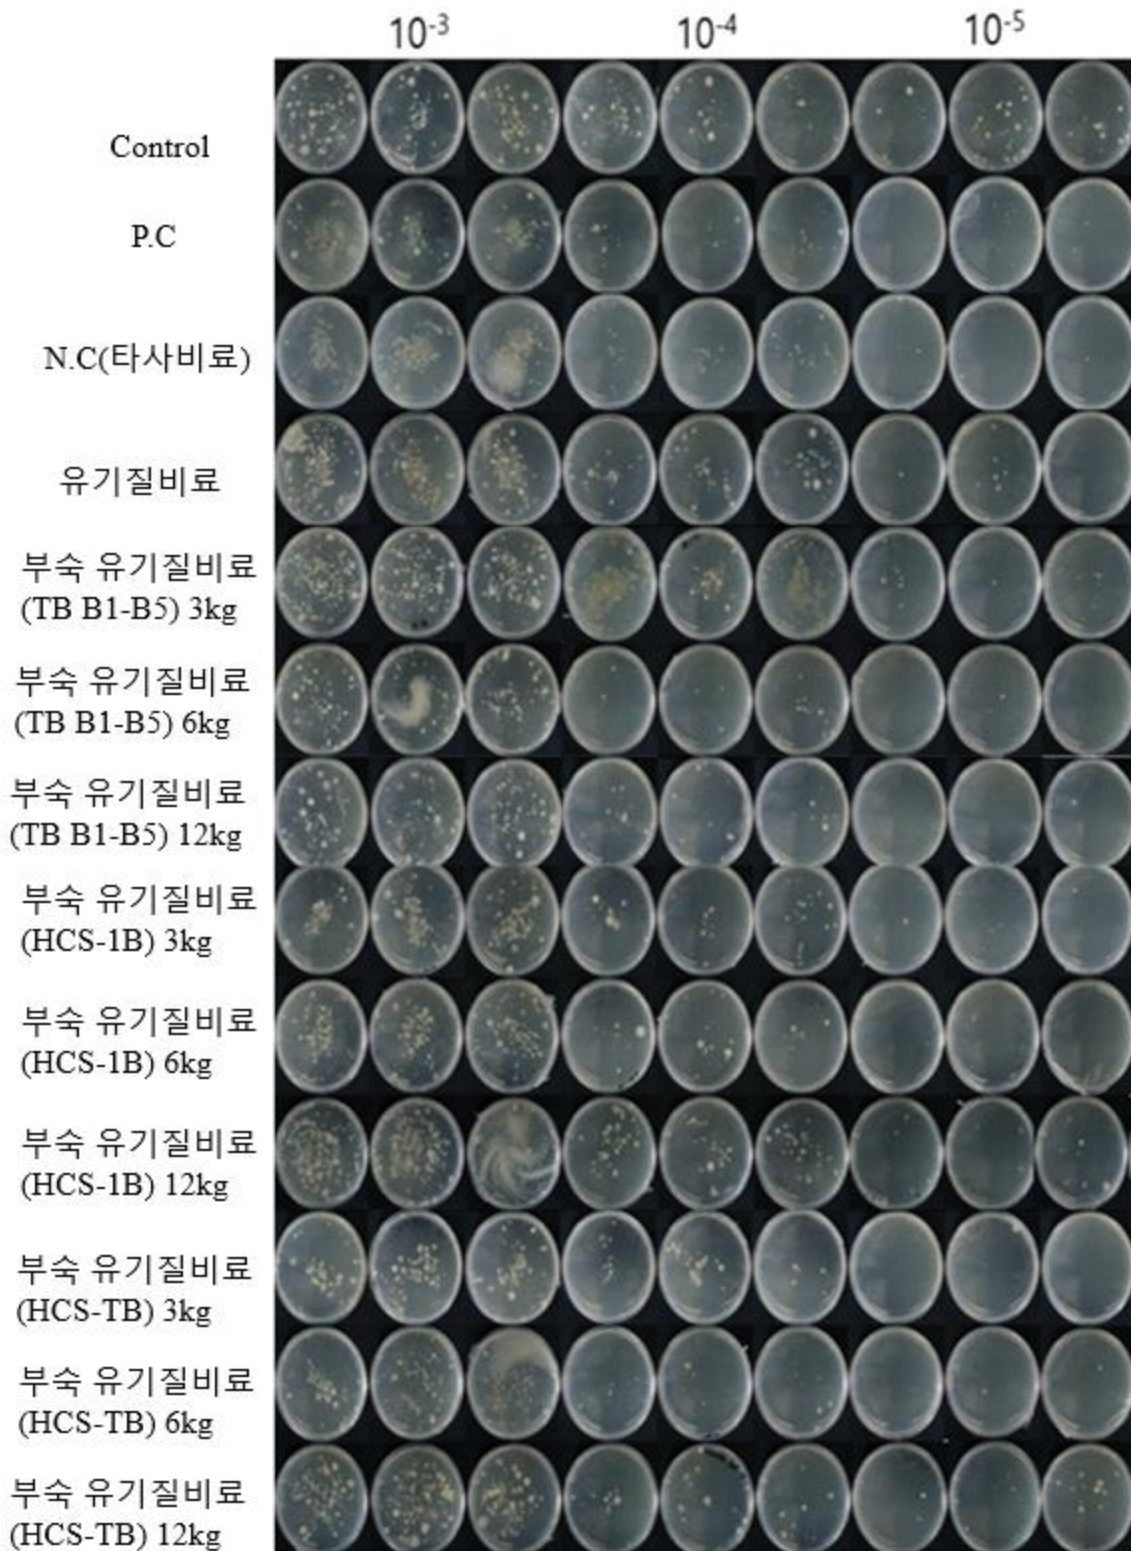 10-3 10-4 10-5
Control
P.C
N.C(타사비료)
유기질비료
부숙 유기질비료
(TB B1-B5) 3kg
부숙 유기질비료
(TB B1-B5) 6kg
부숙 유기질비료
(TB B1-B5) 12kg
부숙 유기질비료
(HCS-1B) 3kg
부숙 유기질비료
(HCS-1B) 6kg
부숙 유기질비료
(HCS-1B) 12kg
부숙 유기질비료
(HCS-TB) 3kg
부숙 유기질비료
(HCS-TB) 6kg
부숙 유기질비료
(HCS-TB) 12kg